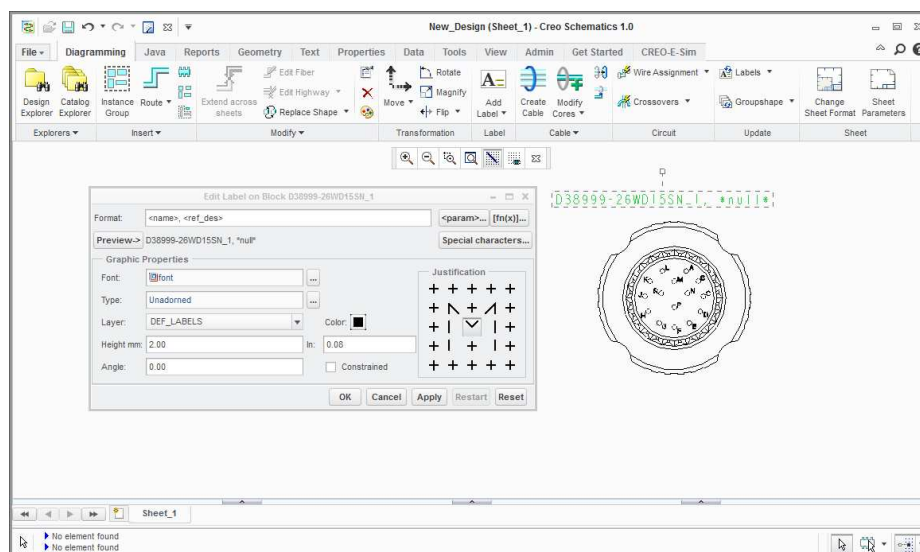 New_Design (Sheet_1) - Creo Schematics 1.0
File Diagramming Java Reports Geometry Text Properties Data Tools View Admin Get Started CREO-E-Sim
Design Explorer
Catalog Explorer
Instance Group
Route
Extend across sheets
Edit Fiber
Edit Highway
Replace Shape
Move
Rotate
Magnify
Flip
Add Label
Create Cable
Modify Cores
Wire Assignment
Crossovers
Labels
Groupshape
Change Sheet Format
Sheet Parameters
Explorers Insert Modify Transformation Label Cable Circuit Update Sheet
Edit Label on Block D38999-26WD15SN_1
Format: <name>, <ref_des> <param>... [fn(x)]...
Preview-> D38999-26WD15SN_1, *null* Special characters...
Graphic Properties
Font: font ...
Type: Unadorned ...
Layer: DEF_LABELS Color:
Height mm: 2.00 In: 0.08
Angle: 0.00 Constrained
Justification
OK Cancel Apply Restart Reset
D38999-26WD15SN_1, *null*
Sheet_1
No element found
No element found